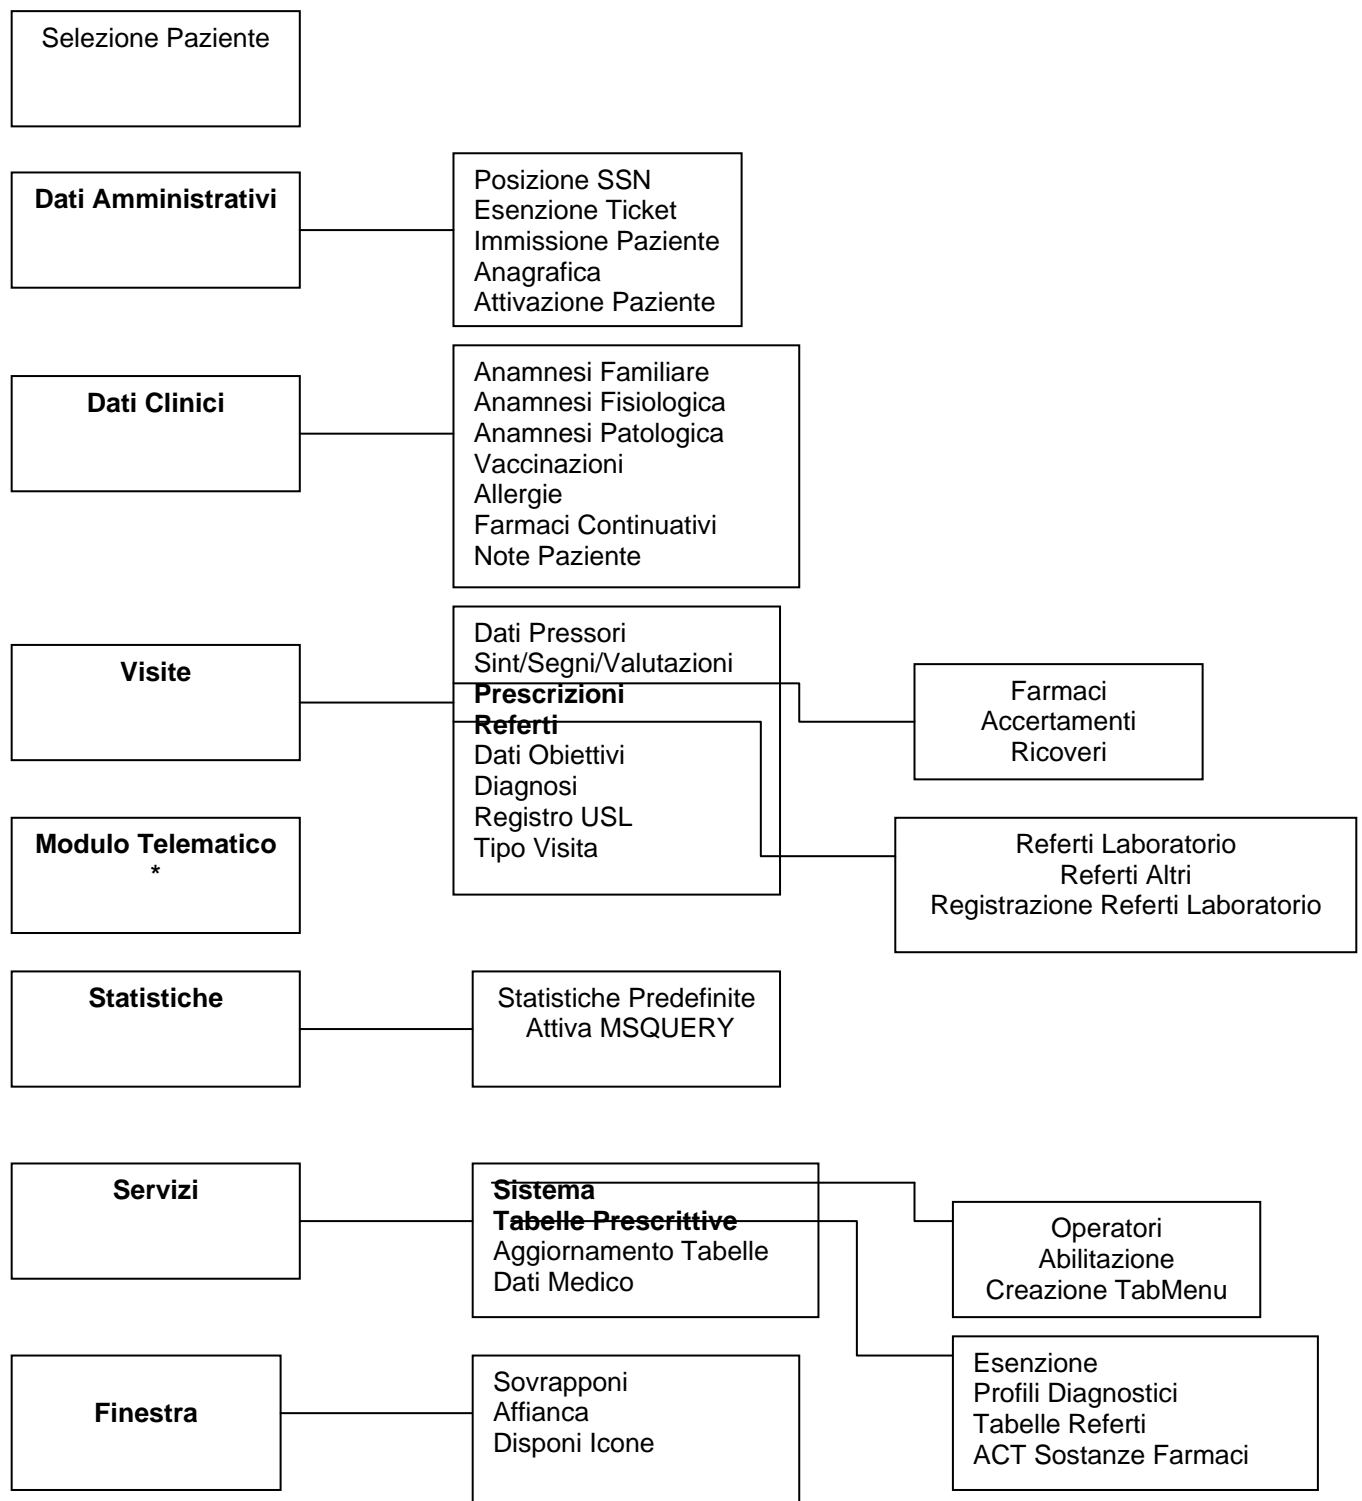 Selezione Paziente
Dati Amministrativi
Posizione SSN
Esenzione Ticket
Immissione Paziente
Anagrafica
Attivazione Paziente
Dati Clinici
Anamnesi Familiare
Anamnesi Fisiologica
Anamnesi Patologica
Vaccinazioni
Allergie
Farmaci Continuativi
Note Paziente
Visite
Dati Pressori
Sint/Segni/Valutazioni
Prescrizioni
Referti
Dati Obiettivi
Diagnosi
Registro USL
Tipo Visita
Farmaci
Accertamenti
Ricoveri
Referti Laboratorio
Referti Altri
Registrazione Referti Laboratorio
Modulo Telematico
*
Statistiche
Statistiche Predefinite
Attiva MSQUERY
Servizi
Sistema
Tabelle Prescrittive
Aggiornamento Tabelle
Dati Medico
Operatori
Abilitazione
Creazione TabMenu
Esenzione
Profili Diagnostici
Tabelle Referti
ACT Sostanze Farmaci
Finestra
Sovrapponi
Affianca
Disponi Icone